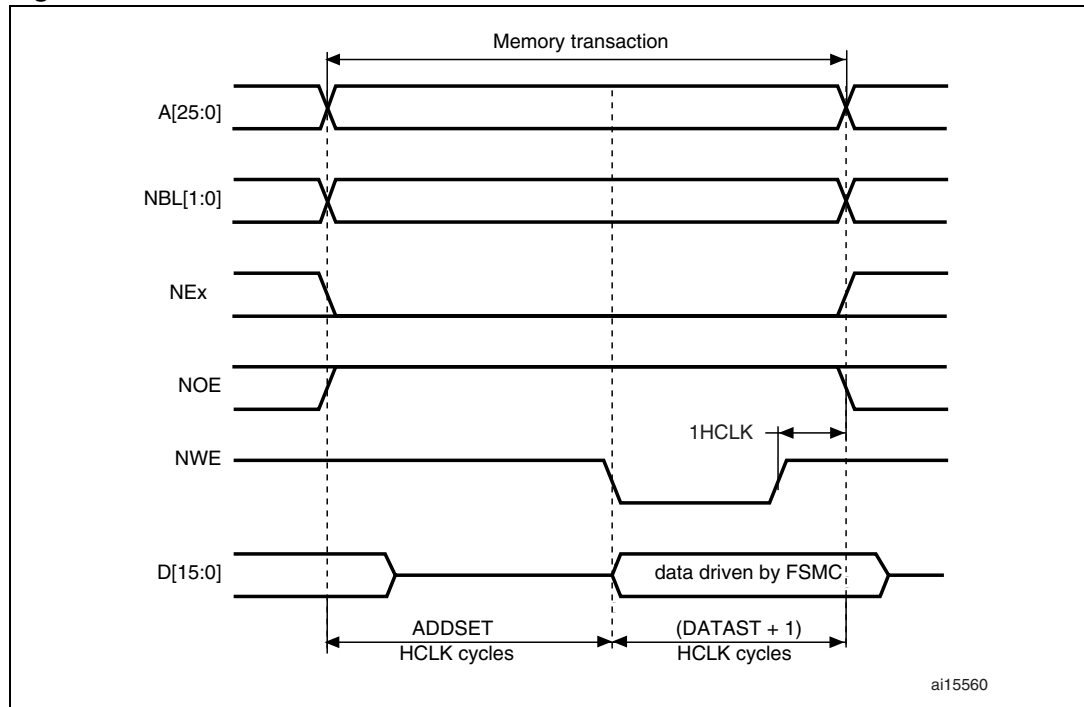 Memory transaction
A[25:0]
NBL[1:0]
NEx
NOE
1HCLK
NWE
D[15:0]
data driven by FSMC
ADDSET
HCLK cycles
(DATAST + 1)
HCLK cycles
ai15560